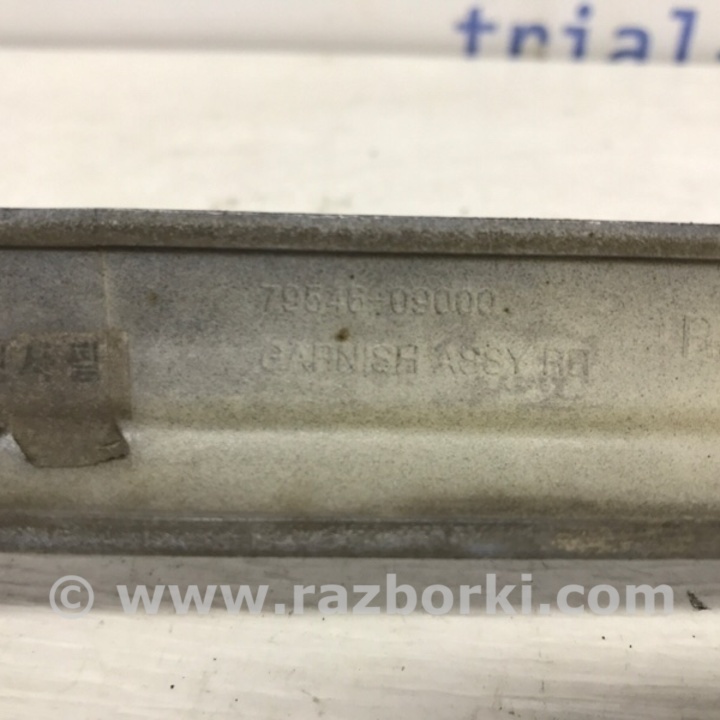 trial
79546-09000
GARNISH ASSY RH
© www.razborki.com